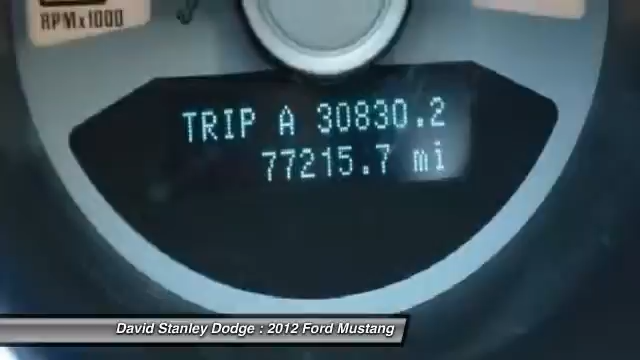 RPMx1000
TRIP A 30830.2
77215.7 mi
David Stanley Dodge : 2012 Ford Mustang